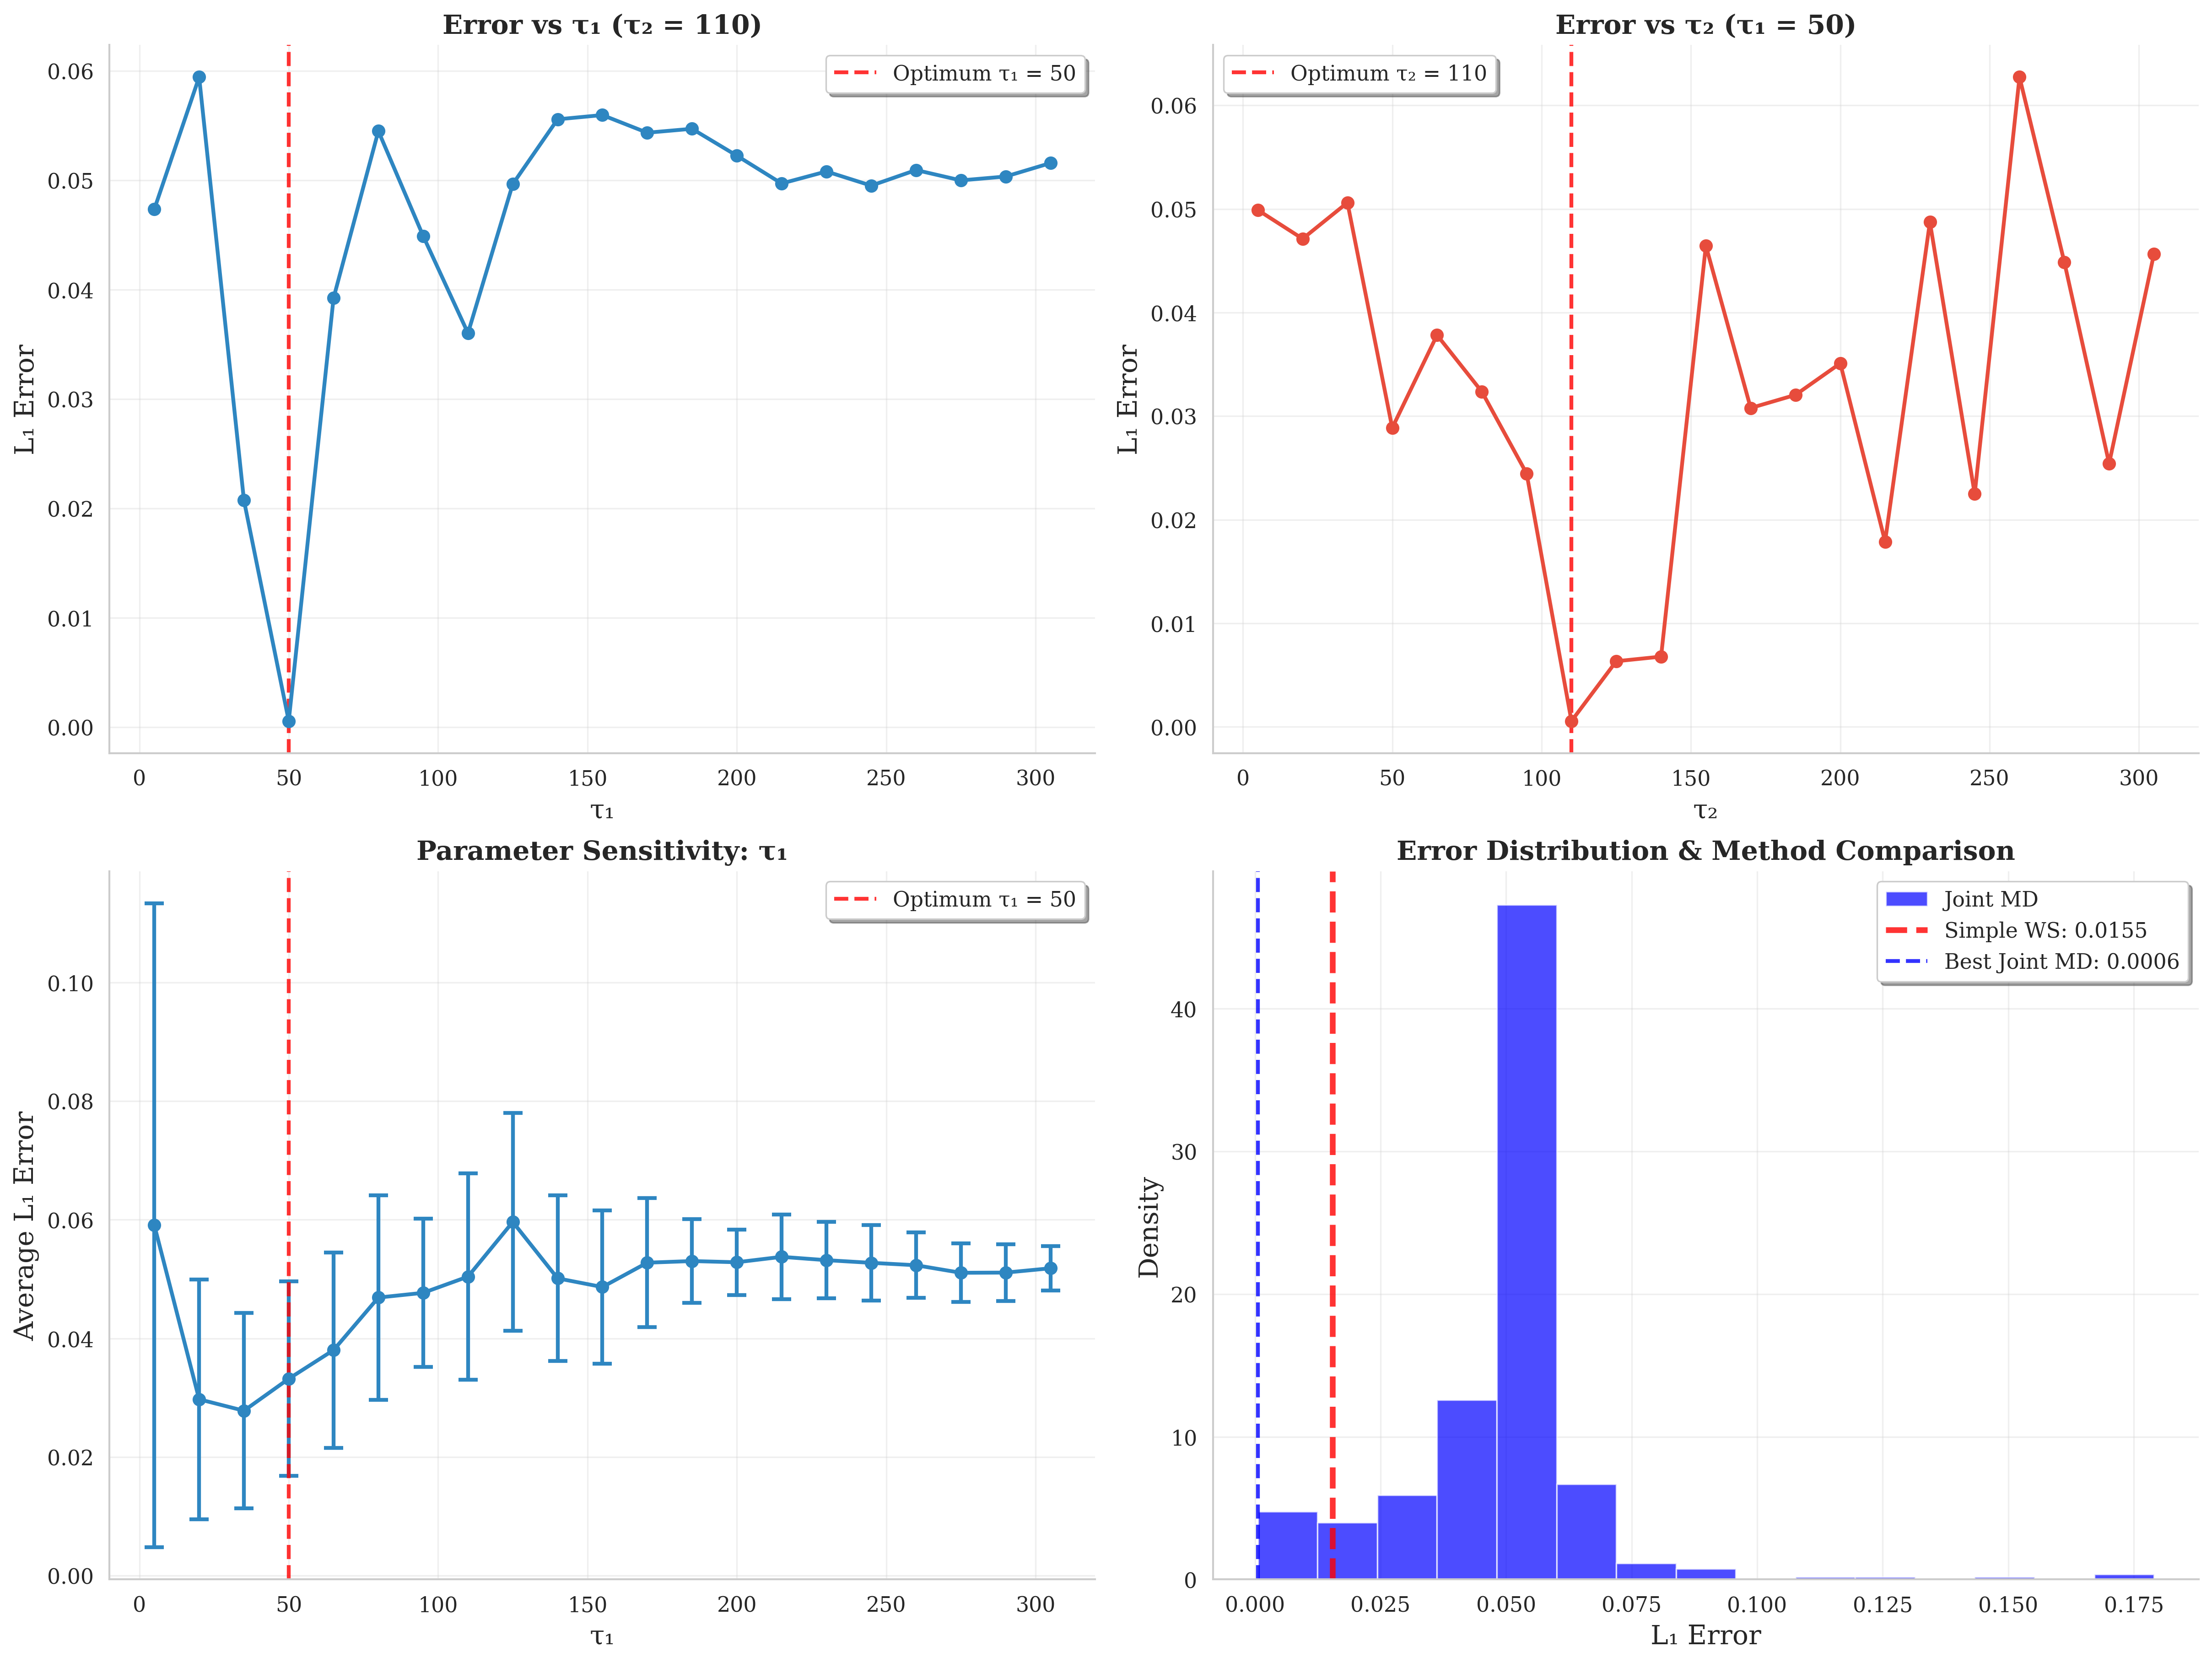 Error vs τ₁ (τ₂ = 110)
Optimum τ₁ = 50
L₁ Error
0.06
0.05
0.04
0.03
0.02
0.01
0.00
0 50 100 150 200 250 300
τ₁
Error vs τ₂ (τ₁ = 50)
Optimum τ₂ = 110
L₁ Error
0.06
0.05
0.04
0.03
0.02
0.01
0.00
0 50 100 150 200 250 300
τ₂
Parameter Sensitivity: τ₁
Optimum τ₁ = 50
Average L₁ Error
0.10
0.08
0.06
0.04
0.02
0.00
0 50 100 150 200 250 300
τ₁
Error Distribution & Method Comparison
Joint MD
Simple WS: 0.0155
Best Joint MD: 0.0006
Density
40
30
20
10
0
0.000 0.025 0.050 0.075 0.100 0.125 0.150 0.175
L₁ Error